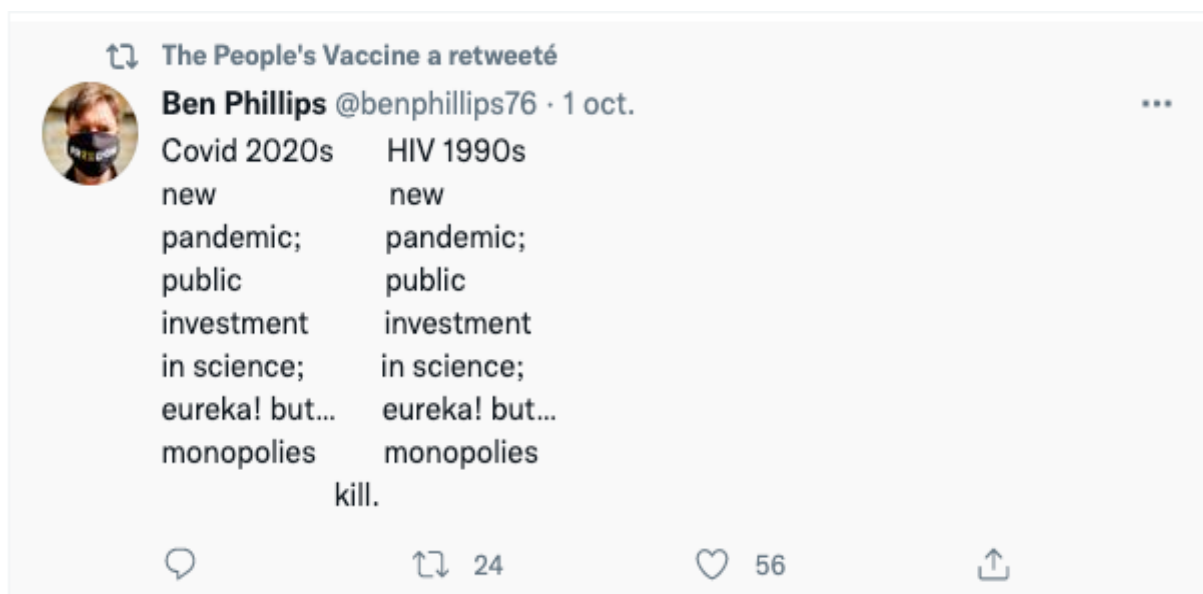 The People's Vaccine a retweeté
Ben Phillips @benphillips76 · 1 oct.
Covid 2020s HIV 1990s
new new
pandemic; pandemic;
public public
investment investment
in science; in science;
eureka! but... eureka! but...
monopolies monopolies
kill.
24 56